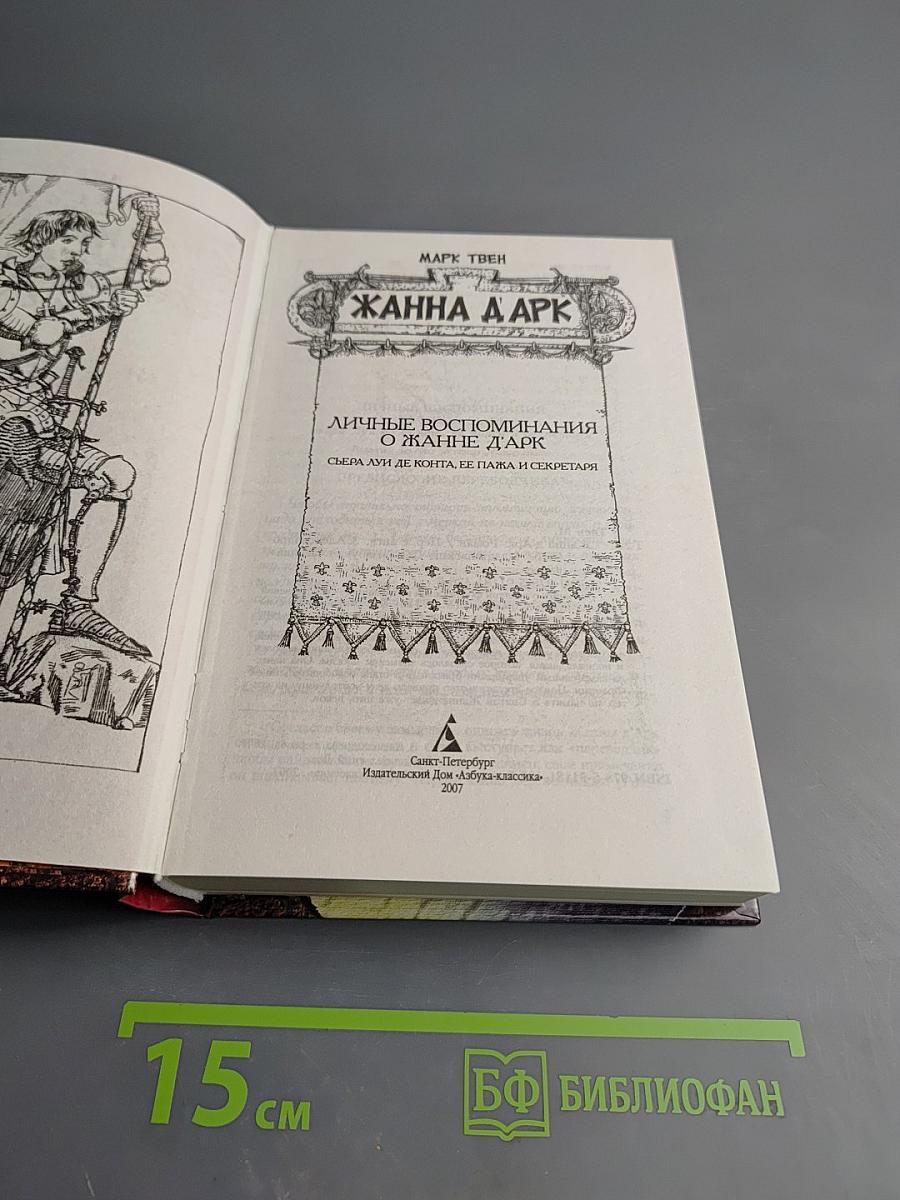 МАРК ТВЕН
ЖАННА Д'АРК
ЛИЧНЫЕ ВОСПОМИНАНИЯ
О ЖАННЕ Д'АРК
СЬЕРА ЛУИ ДЕ КОНТА, ЕЕ ПАЖА И СЕКРЕТАРЯ
Санкт-Петербург
Издательский Дом «Азбука-классика»
2007
15 см
БФ БИБЛИОФАН